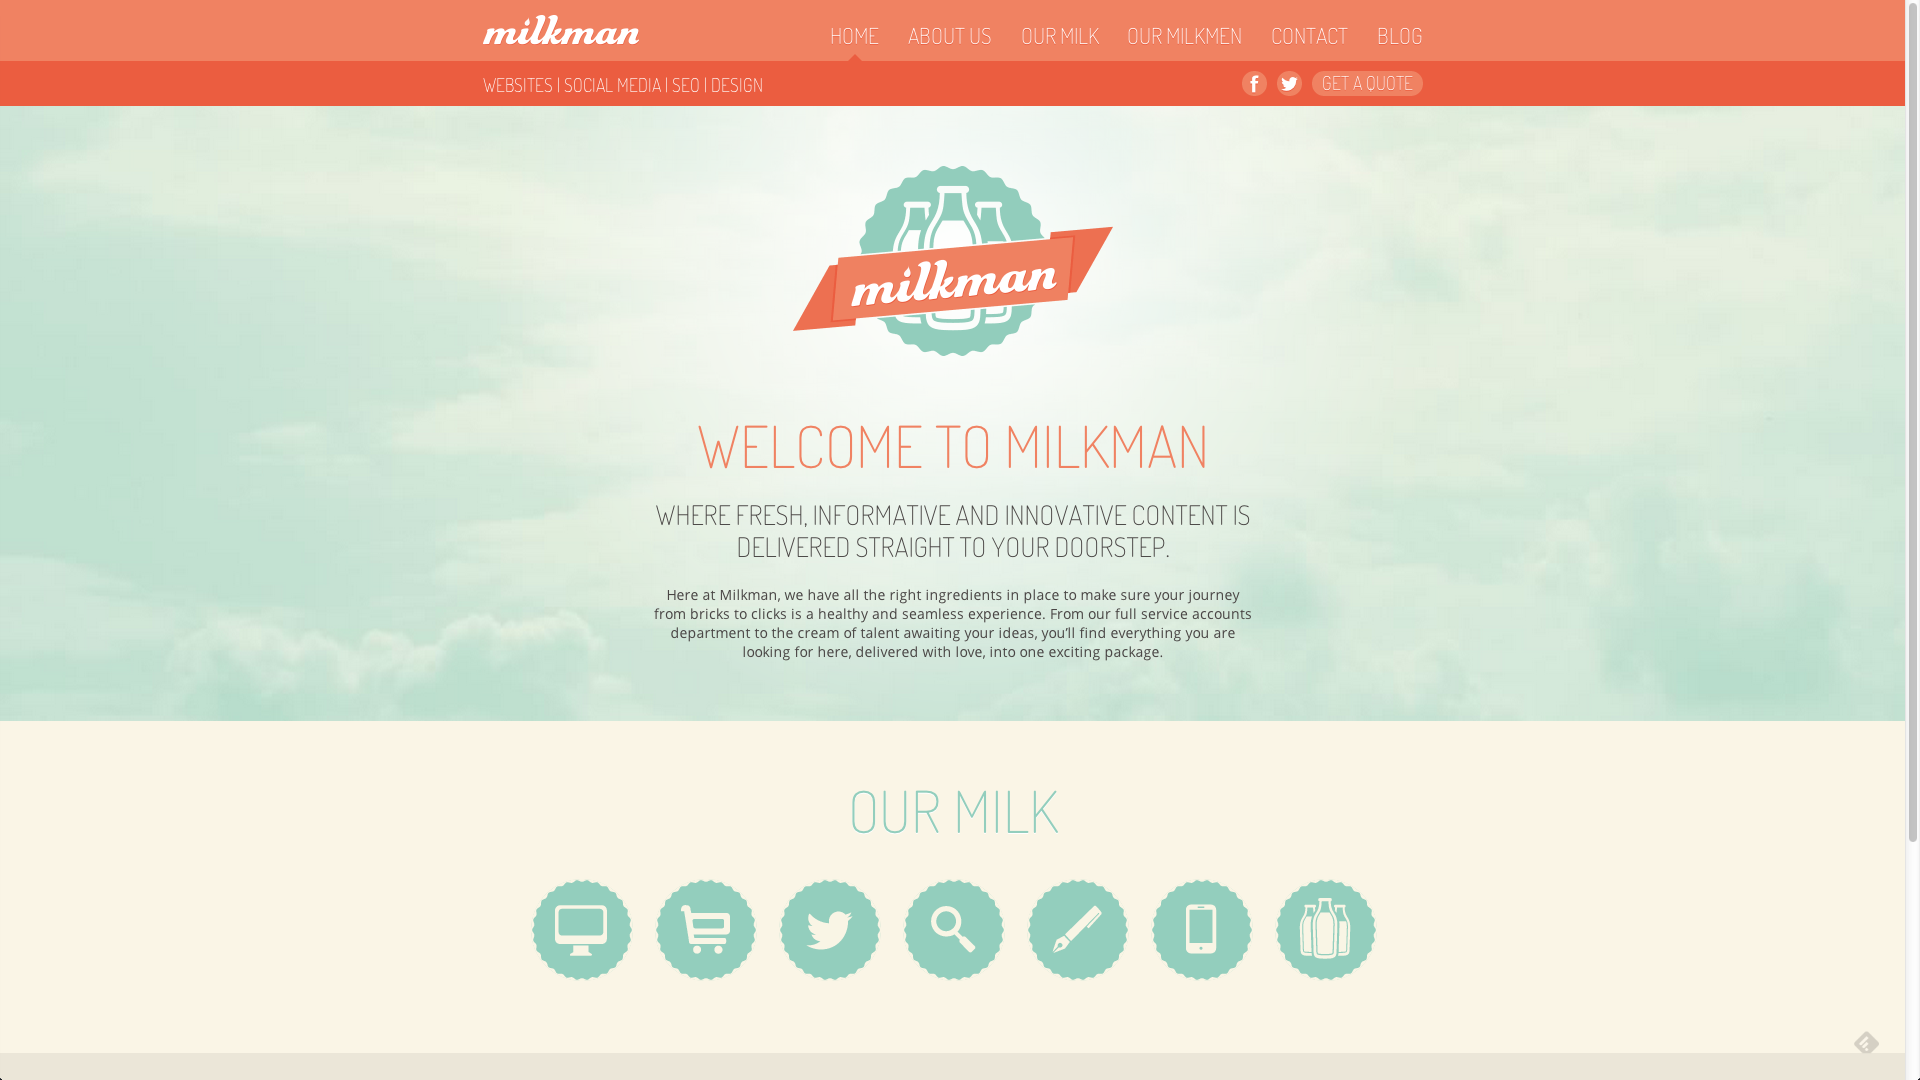 milkman
HOME ABOUT US OUR MILK OUR MILKMEN CONTACT BLOG
WEBSITES | SOCIAL MEDIA | SEO | DESIGN
GET A QUOTE
milkman
WELCOME TO MILKMAN
WHERE FRESH, INFORMATIVE AND INNOVATIVE CONTENT IS
DELIVERED STRAIGHT TO YOUR DOORSTEP.
Here at Milkman, we have all the right ingredients in place to make sure your journey
from bricks to clicks is a healthy and seamless experience. From our full service accounts
department to the cream of talent awaiting your ideas, you'll find everything you are
looking for here, delivered with love, into one exciting package.
OUR MILK